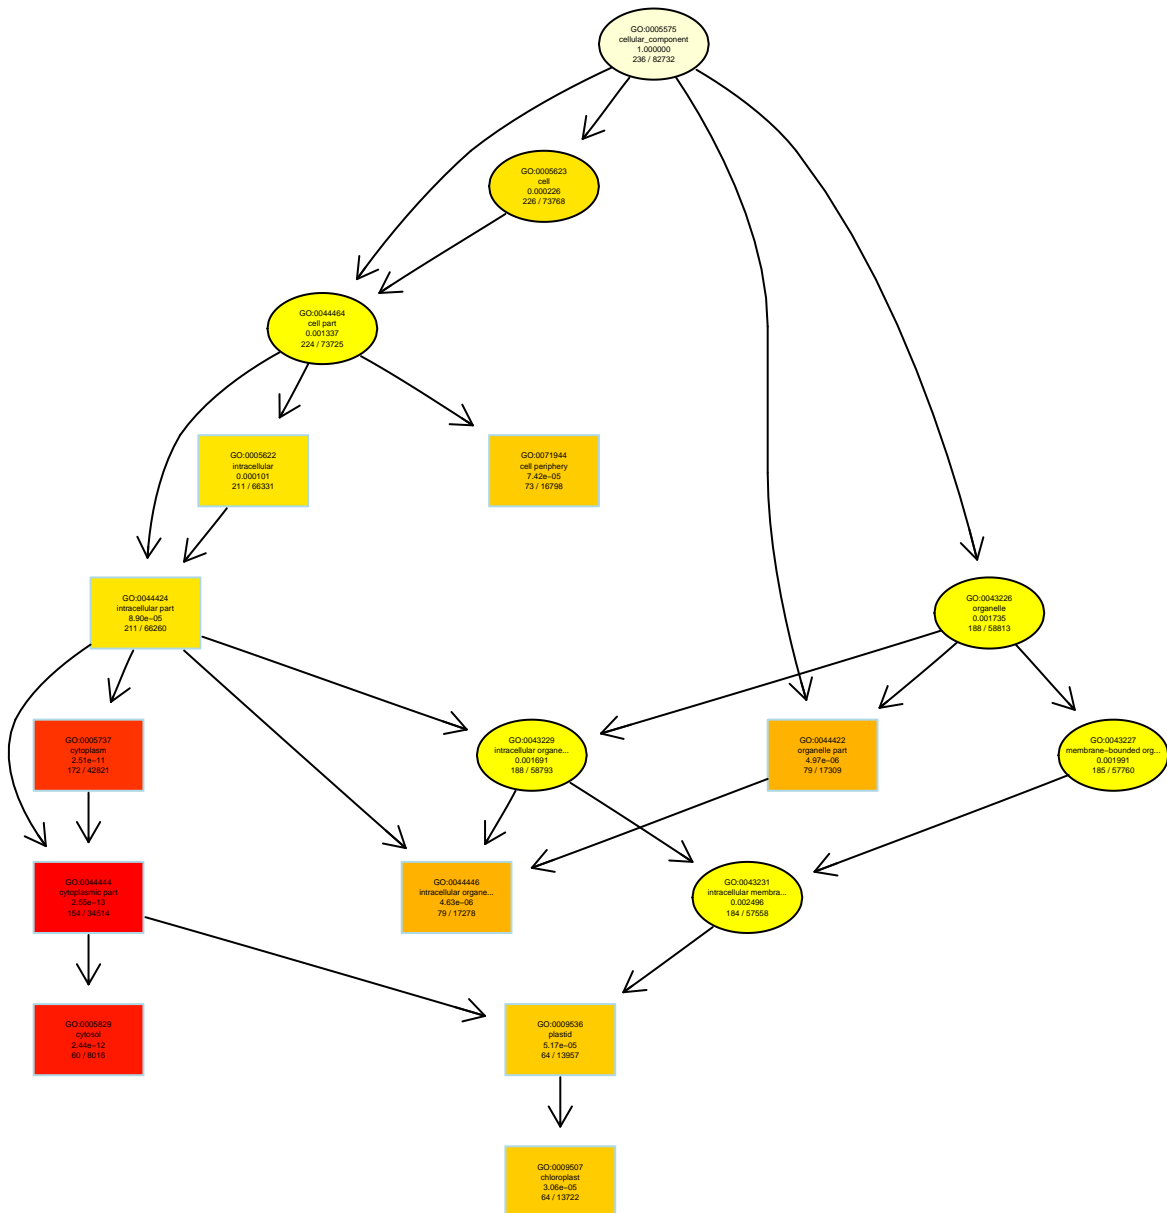 GO:0005575
cellular_component
1.000000
236 / 82732
GO:0005623
cell
0.000226
226 / 73768
GO:0044464
cell part
0.001337
224 / 73725
GO:0005622
intracellular
0.000101
211 / 66331
GO:0071944
cell periphery
7.42e−05
73 / 16798
GO:0044424
intracellular part
8.90e−05
211 / 66260
GO:0043226
organelle
0.001735
188 / 58813
GO:0005737
cytoplasm
2.51e−11
172 / 42821
GO:0043229
intracellular organe...
0.001691
188 / 58793
GO:0044422
organelle part
4.97e−06
79 / 17309
GO:0043227
membrane−bounded org...
0.001991
185 / 57760
GO:0044444
cytoplasmic part
154 / 34514
GO:0044446
intracellular organe...
4.63e−06
79 / 17278
GO:0043231
intracellular membra...
0.002496
184 / 57558
GO:0005829
cytosol
2.44e−12
60 / 8016
GO:0009536
plastid
5.17e−05
64 / 13957
GO:0009507
chloroplast
3.06e−05
64 / 13722